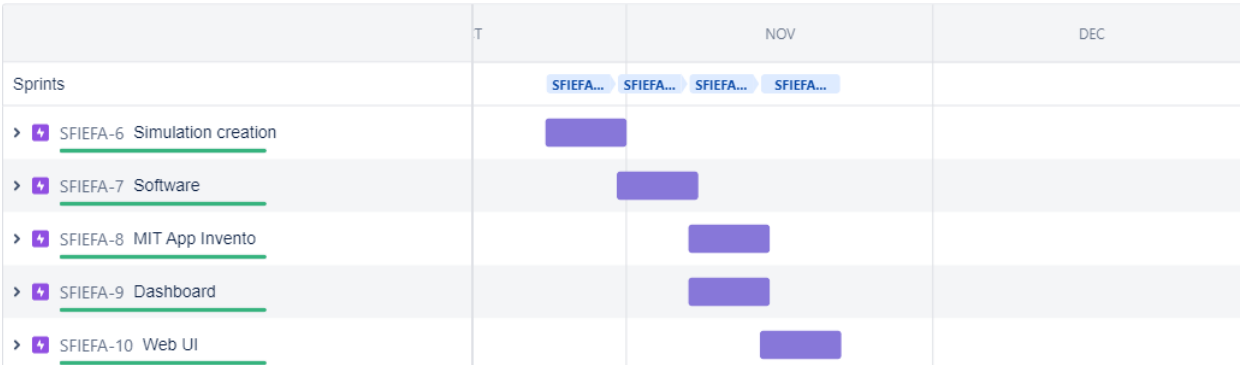 T NOV DEC
Sprints SFIEFA... SFIEFA... SFIEFA... SFIEFA...
SFIEFA-6 Simulation creation
SFIEFA-7 Software
SFIEFA-8 MIT App Invento
SFIEFA-9 Dashboard
SFIEFA-10 Web UI